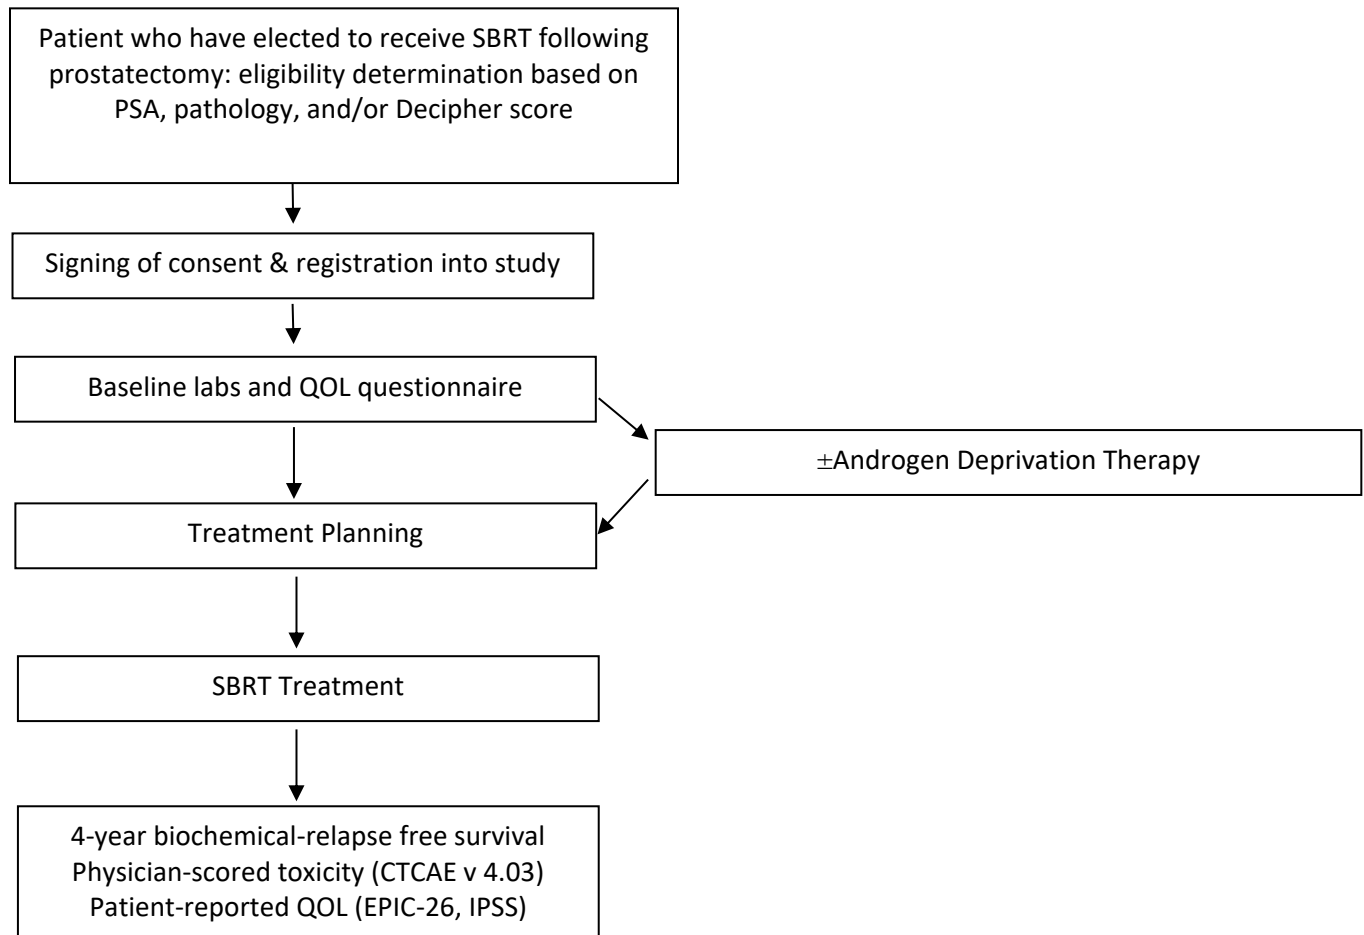 Patient who have elected to receive SBRT following
prostatectomy: eligibility determination based on
PSA, pathology, and/or Decipher score
Signing of consent & registration into study
Baseline labs and QOL questionnaire
±Androgen Deprivation Therapy
Treatment Planning
SBRT Treatment
4-year biochemical-relapse free survival
Physician-scored toxicity (CTCAE v 4.03)
Patient-reported QOL (EPIC-26, IPSS)